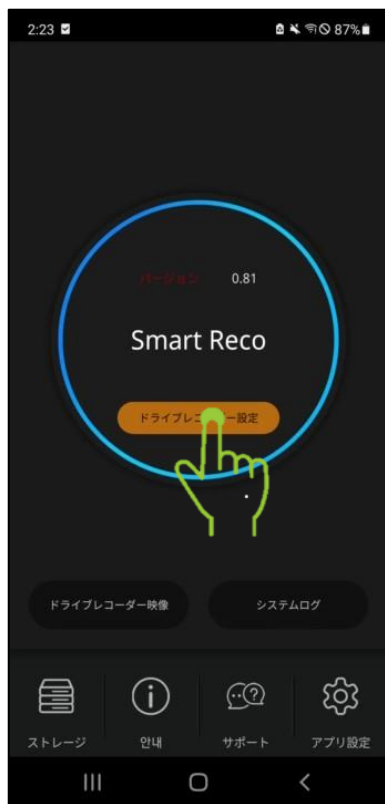 2:23 87%
バージョン 0.81
Smart Reco
ドライブレコーダー設定
ドライブレコーダー映像 システムログ
ストレージ 안내 サポート アプリ設定